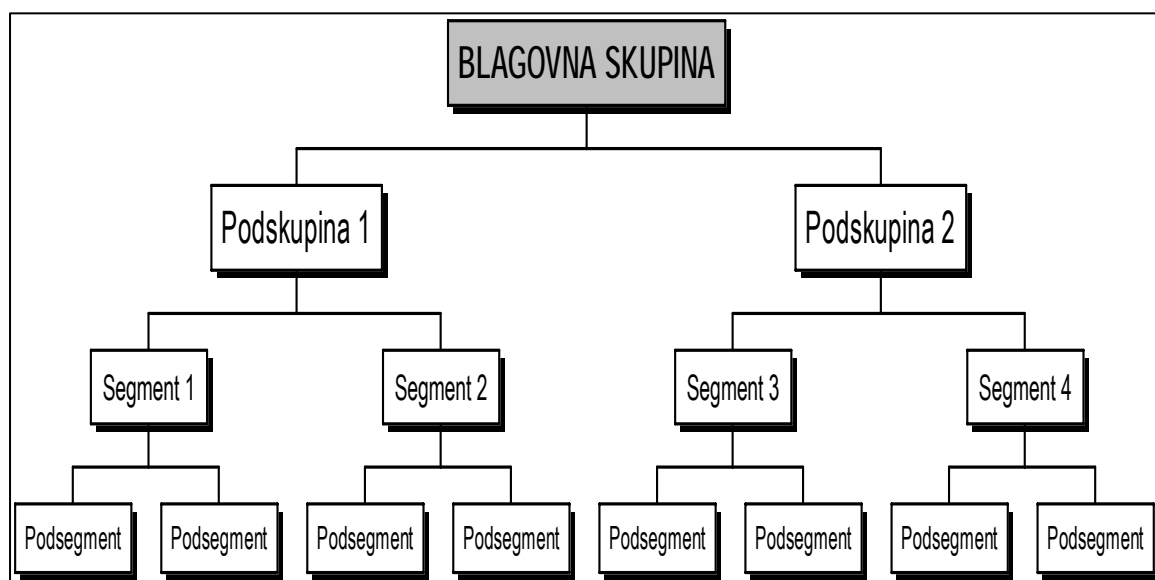 BLAGOVNA SKUPINA
Podskupina 1
Podskupina 2
Segment 1
Segment 2
Segment 3
Segment 4
Podsegment
Podsegment
Podsegment
Podsegment
Podsegment
Podsegment
Podsegment
Podsegment